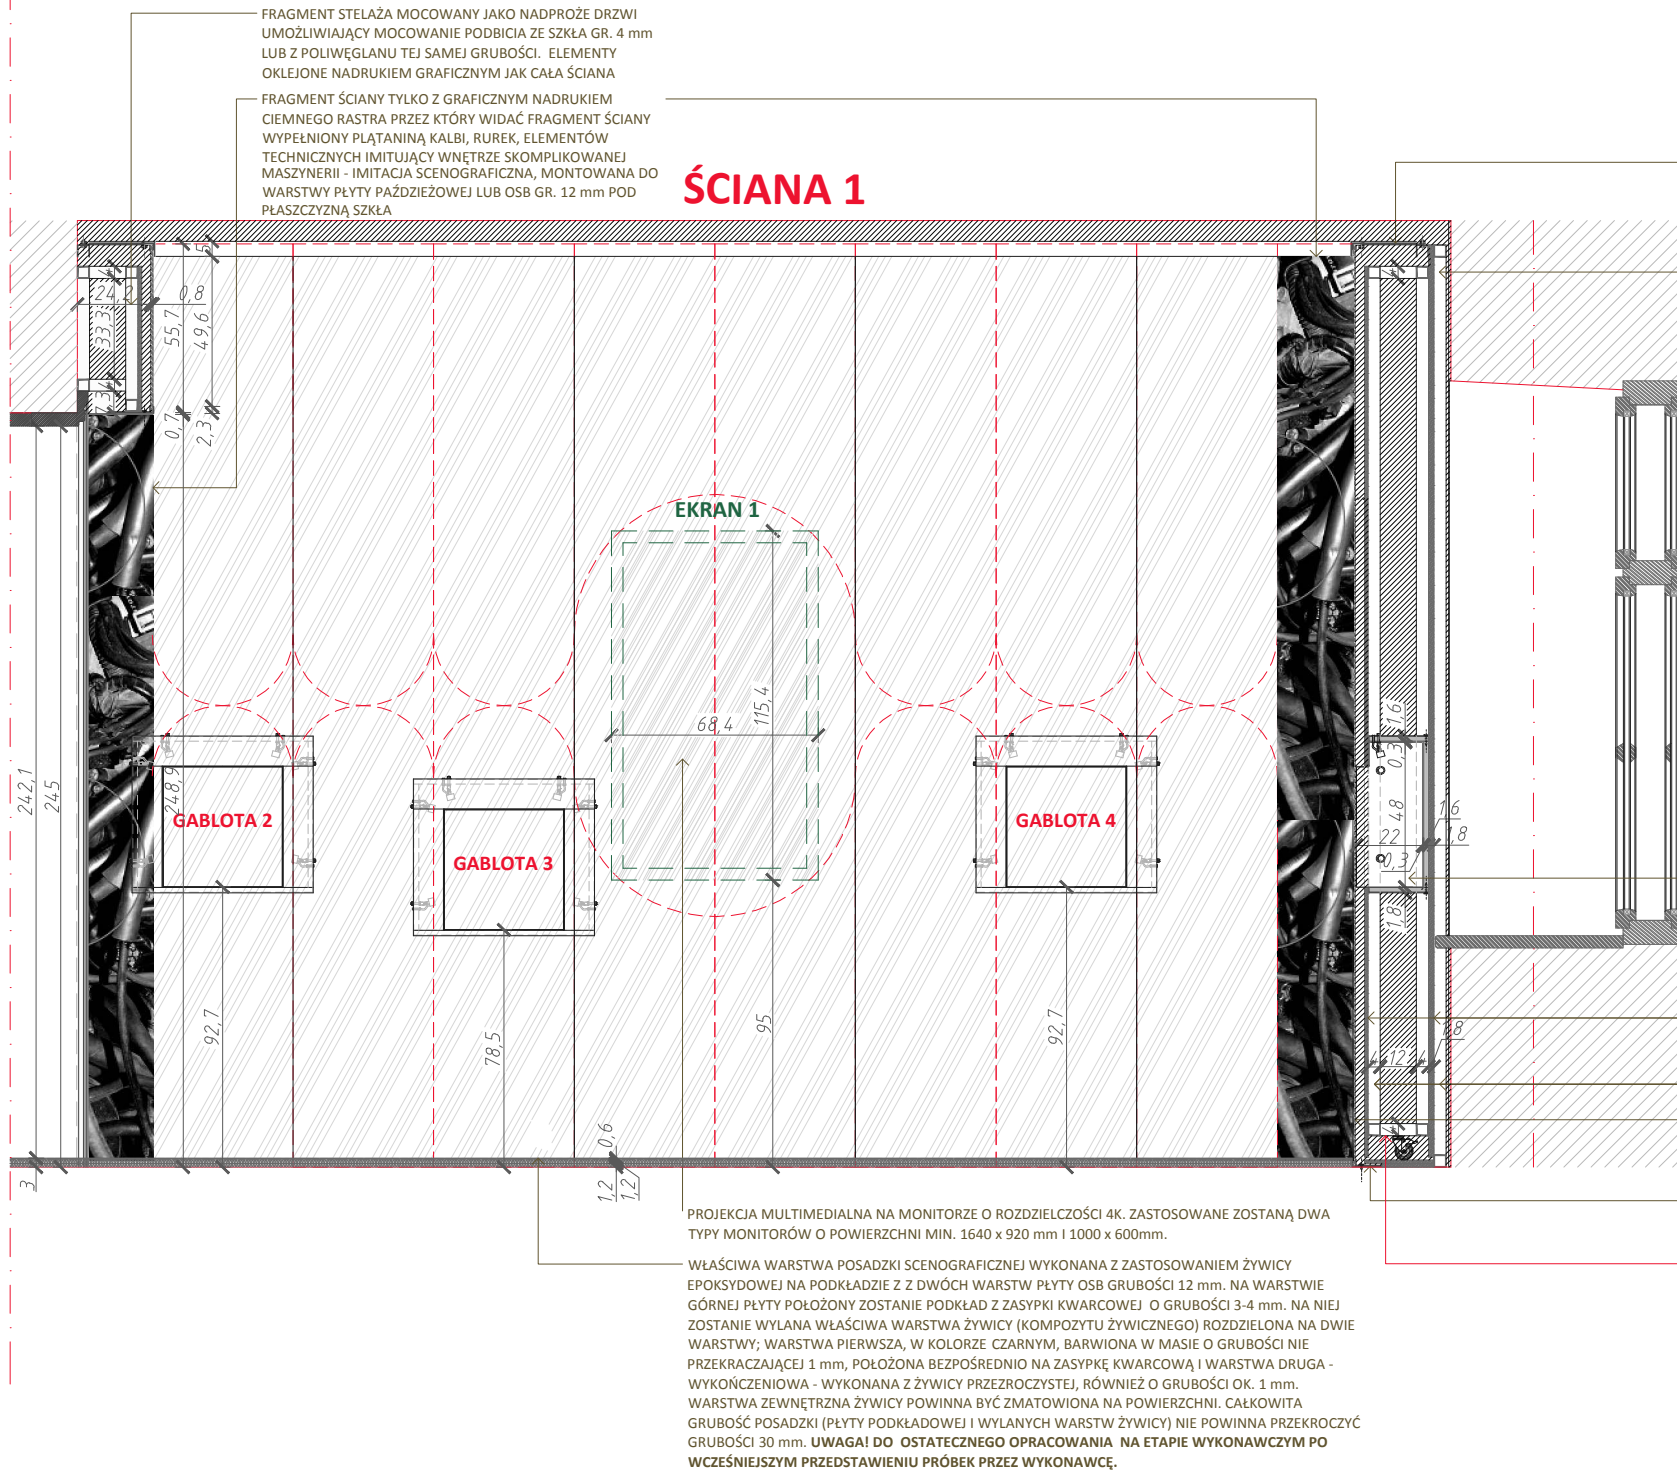 FRAGMENT STELAŻA MOCOWANY JAKO NADPROŻE DRZWI
UMOŻLIWIAJĄCY MOCOWANIE PODBICIA ZE SZKŁA GR. 4 mm
LUB Z POLIWĘGLANU TEJ SAMEJ GRUBOŚCI. ELEMENTY
OKLEJONE NADRUKIEM GRAFICZNYM JAK CAŁA ŚCIANA
FRAGMENT ŚCIANY TYLKO Z GRAFICZNYM NADRUKIEM
CIEMNEGO RASTRA PRZEZ KTÓRY WIDAĆ FRAGMENT ŚCIANY
WYPEŁNIONY PLĄTANINĄ KALBI, RUREK, ELEMENTÓW
TECHNICZNYCH IMITUJĄCY WNĘTRZE SKOMPLIKOWANEJ
MASZYNERII - IMITACJA SCENOGRAFICZNA, MONTOWANA DO
WARSTWY PŁYTY PAŹDZIEŻOWEJ LUB OSB GR. 12 mm POD
PŁASZCZYZNĄ SZKŁA
ŚCIANA 1
5
4
24,2
0,8
33,3
55,7
49,6
7,3
0,7
2,3
4
EKRAN 1
115,4
68,4
242,1
245
248,9
GABLOTA 2
GABLOTA 3
GABLOTA 4
1,6
0,3
48
1,6
22
1,8
0,3
1,8
92,7
78,5
95
92,7
1,8
4
12
4
4
0,6
3
1,2
1,2
PROJEKCJA MULTIMEDIALNA NA MONITORZE O ROZDZIELCZOŚCI 4K. ZASTOSOWANE ZOSTANĄ DWA
TYPY MONITORÓW O POWIERZCHNI MIN. 1640 x 920 mm I 1000 x 600mm.
WŁAŚCIWA WARSTWA POSADZKI SCENOGRAFICZNEJ WYKONANA Z ZASTOSOWANIEM ŻYWICY
EPOKSYDOWEJ NA PODKŁADZIE Z Z DWÓCH WARSTW PŁYTY OSB GRUBOŚCI 12 mm. NA WARSTWIE
GÓRNEJ PŁYTY POŁOŻONY ZOSTANIE PODKŁAD Z ZASYPKI KWARCOWEJ O GRUBOŚCI 3-4 mm. NA NIEJ
ZOSTANIE WYLANA WŁAŚCIWA WARSTWA ŻYWICY (KOMPOZYTU ŻYWICZNEGO) ROZDZIELONA NA DWIE
WARSTWY; WARSTWA PIERWSZA, W KOLORZE CZARNYM, BARWIONA W MASIE O GRUBOŚCI NIE
PRZEKRACZAJĄCEJ 1 mm, POŁOŻONA BEZPOŚREDNIO NA ZASYPKĘ KWARCOWĄ I WARSTWA DRUGA -
WYKOŃCZENIOWA - WYKONANA Z ŻYWICY PRZEZROCZYSTEJ, RÓWNIEŻ O GRUBOŚCI OK. 1 mm.
WARSTWA ZEWNĘTRZNA ŻYWICY POWINNA BYĆ ZMATOWIONA NA POWIERZCHNI. CAŁKOWITA
GRUBOŚĆ POSADZKI (PŁYTY PODKŁADOWEJ I WYLANYCH WARSTW ŻYWICY) NIE POWINNA PRZEKROCZYĆ
GRUBOŚCI 30 mm. UWAGA! DO OSTATECZNEGO OPRACOWANIA NA ETAPIE WYKONAWCZYM PO
WCZEŚNIEJSZYM PRZEDSTAWIENIU PRÓBEK PRZEZ WYKONAWCĘ.